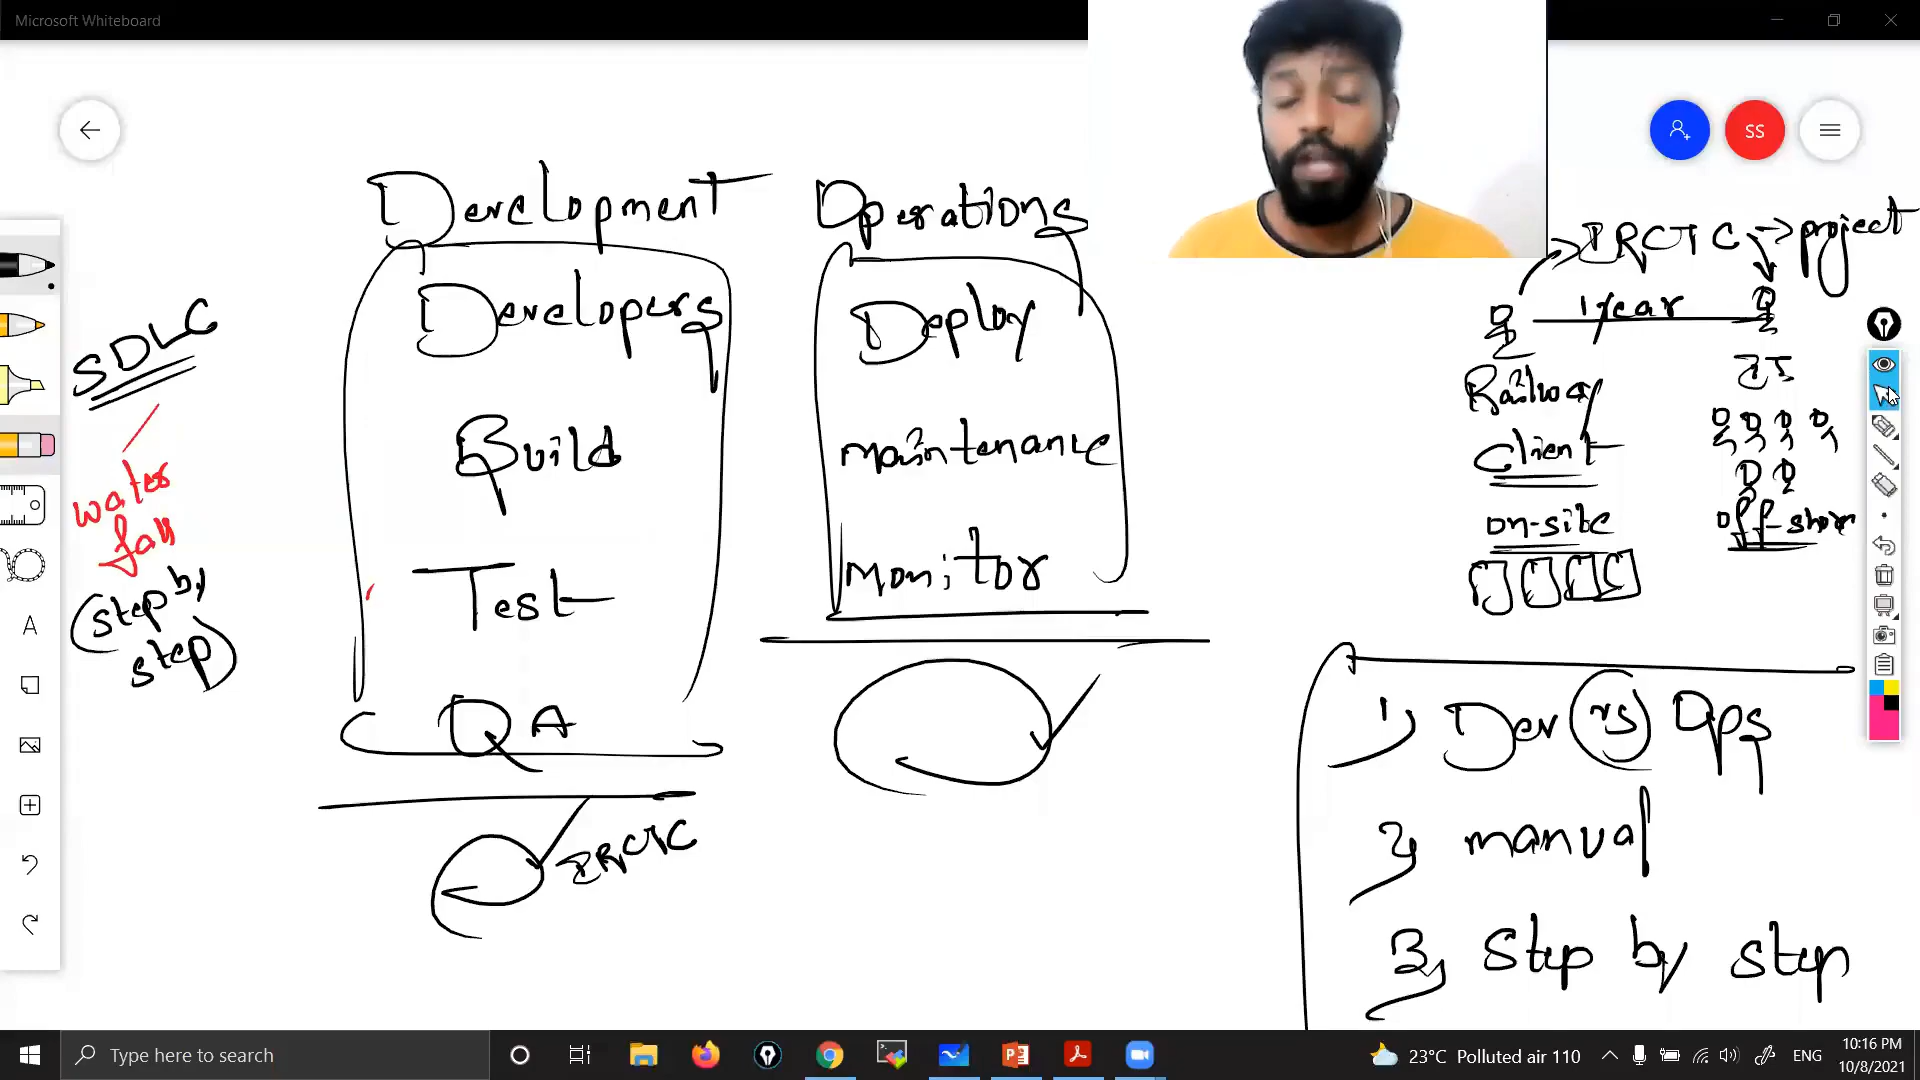 Microsoft Whiteboard
SS
Development
Operations
Developers
Build
Test
QA
IRCTC
Deploy
maintenance
Monitor
SDLC
water
fall
(step by
step)
IRCTC → project
1 year
Railway
Client
on-site
off-shore
1) Dev vs Ops
2) manual
3) Step by step
A
Type here to search
23°C Polluted air 110
ENG
10:16 PM
10/8/2021